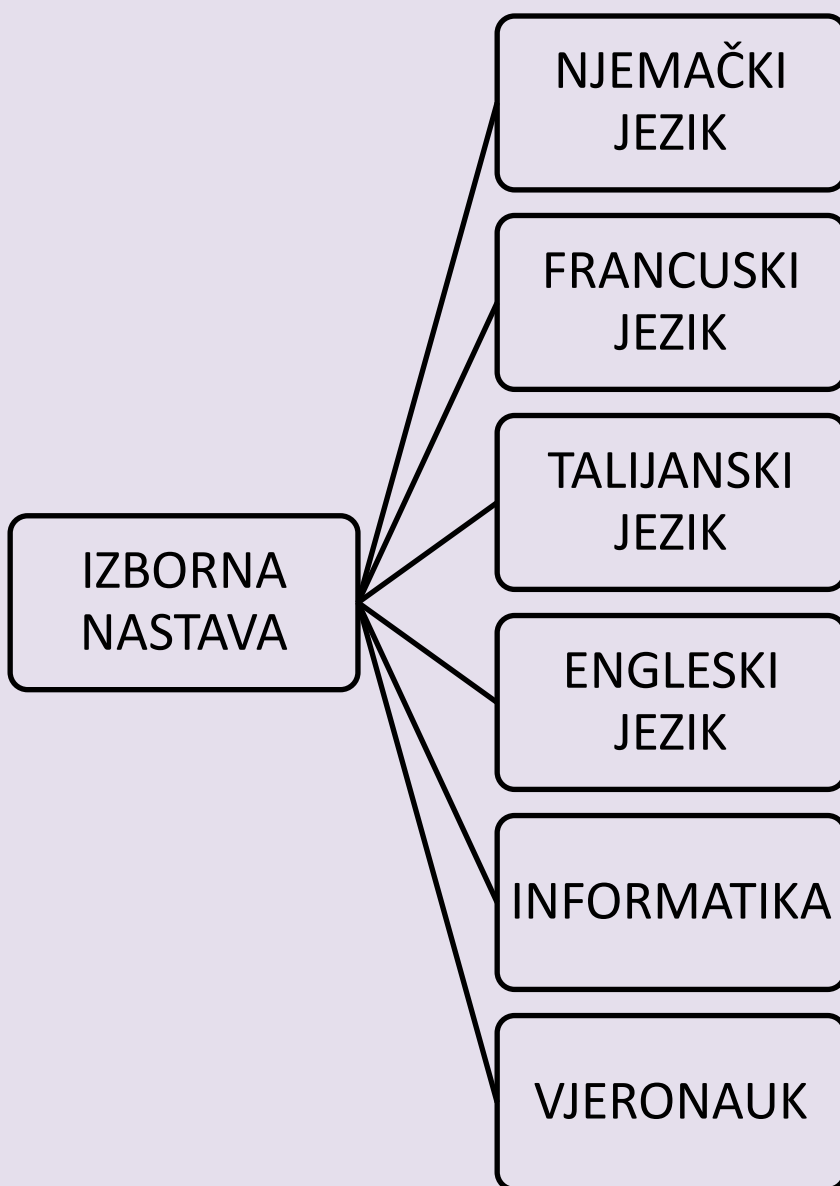 IZBORNA
NASTAVA
NJEMAČKI
JEZIK
FRANCUSKI
JEZIK
TALIJANSKI
JEZIK
ENGLESKI
JEZIK
INFORMATIKA
VJERONAUK